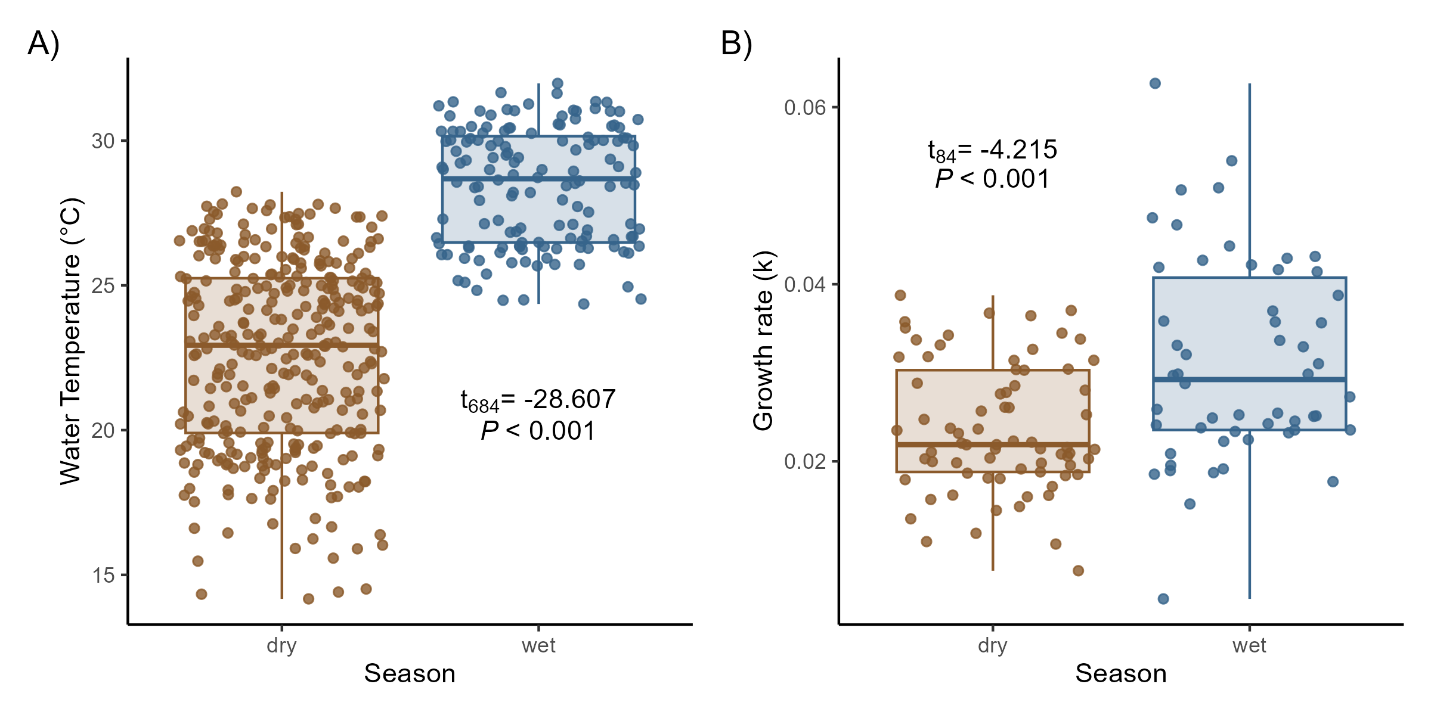 A)
Water Temperature (°C)
30
25
20
15
t684= -28.607
P < 0.001
dry
wet
Season
B)
Growth rate (k)
0.06
0.04
0.02
t84= -4.215
P < 0.001
dry
wet
Season